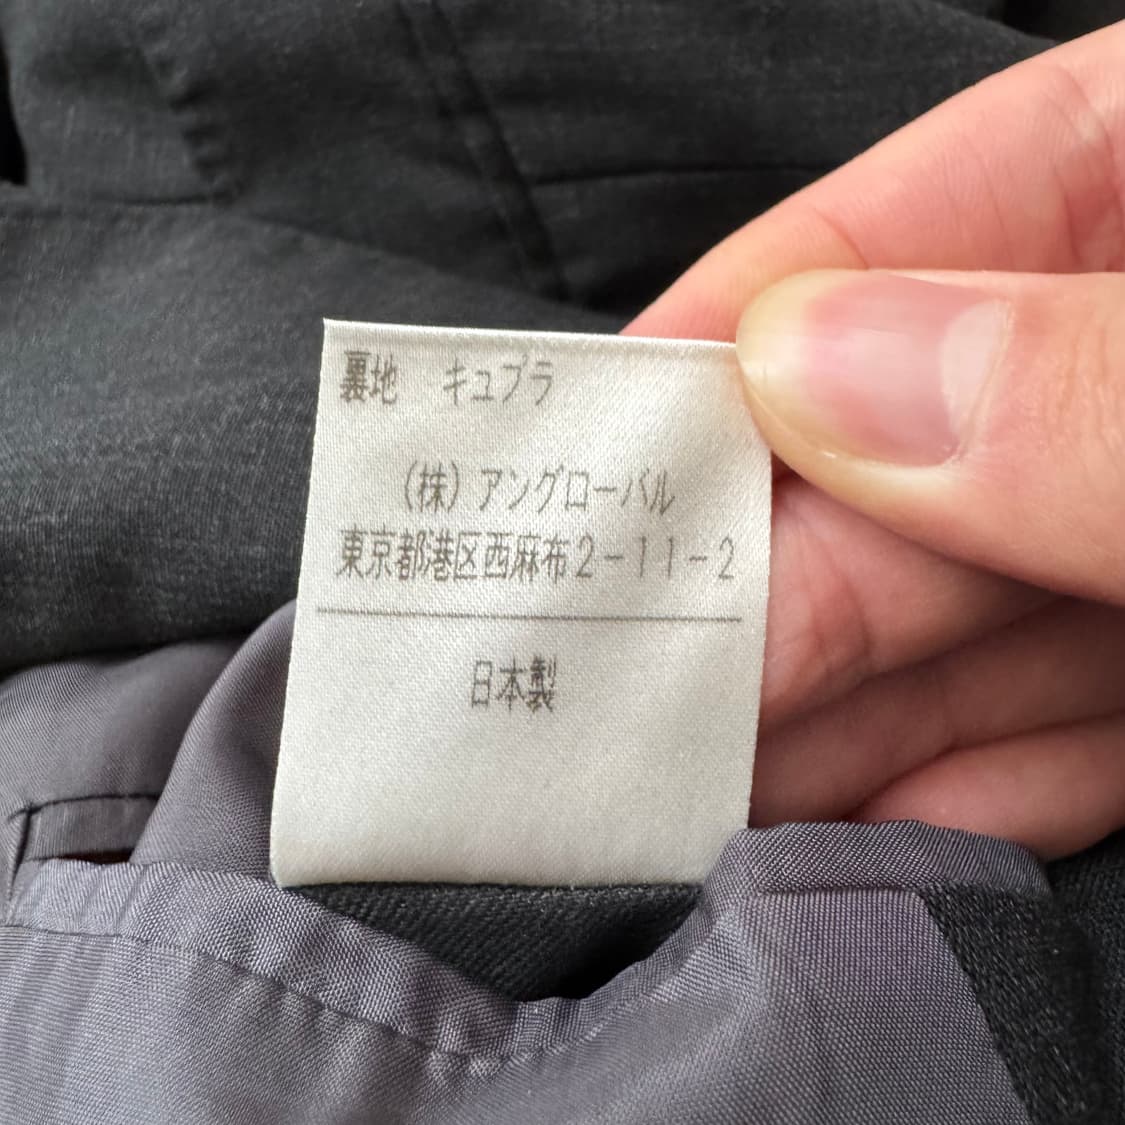 裏地　キュプラ
(株) アングローバル
東京都港区西麻布2-11-2
日本製